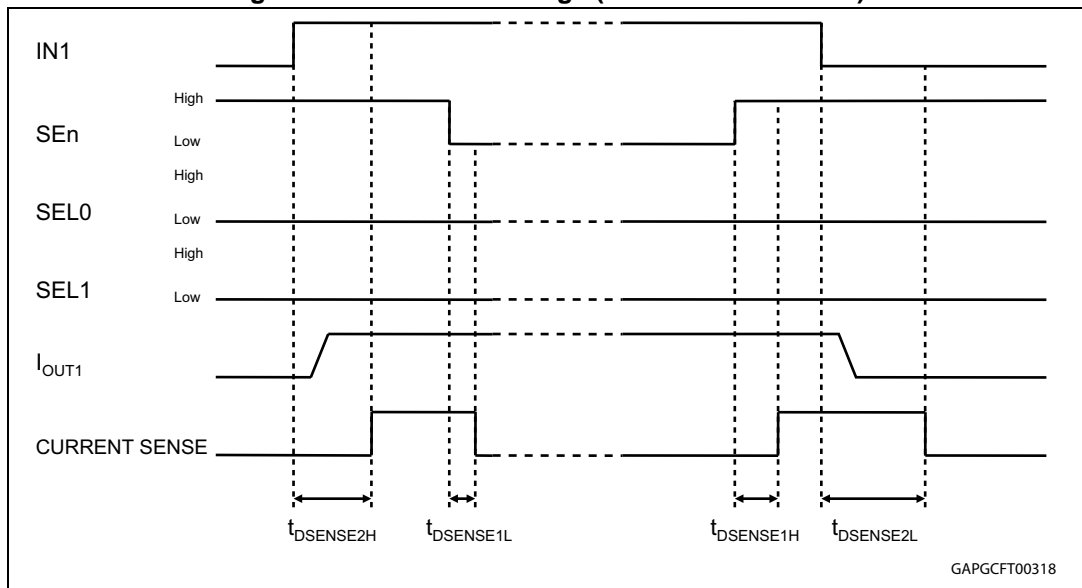 IN1
High
SEn
Low
High
SEL0
Low
High
SEL1
Low
IOUT1
CURRENT SENSE
tDSENSE2H
tDSENSE1L
tDSENSE1H
tDSENSE2L
GAPGCFT00318